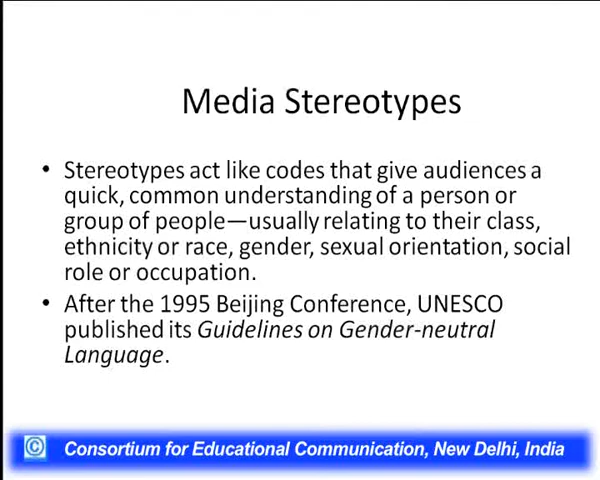 Media Stereotypes
• Stereotypes act like codes that give audiences a
quick, common understanding of a person or
group of people—usually relating to their class,
ethnicity or race, gender, sexual orientation, social
role or occupation.
• After the 1995 Beijing Conference, UNESCO
published its Guidelines on Gender-neutral
Language.
© Consortium for Educational Communication, New Delhi, India